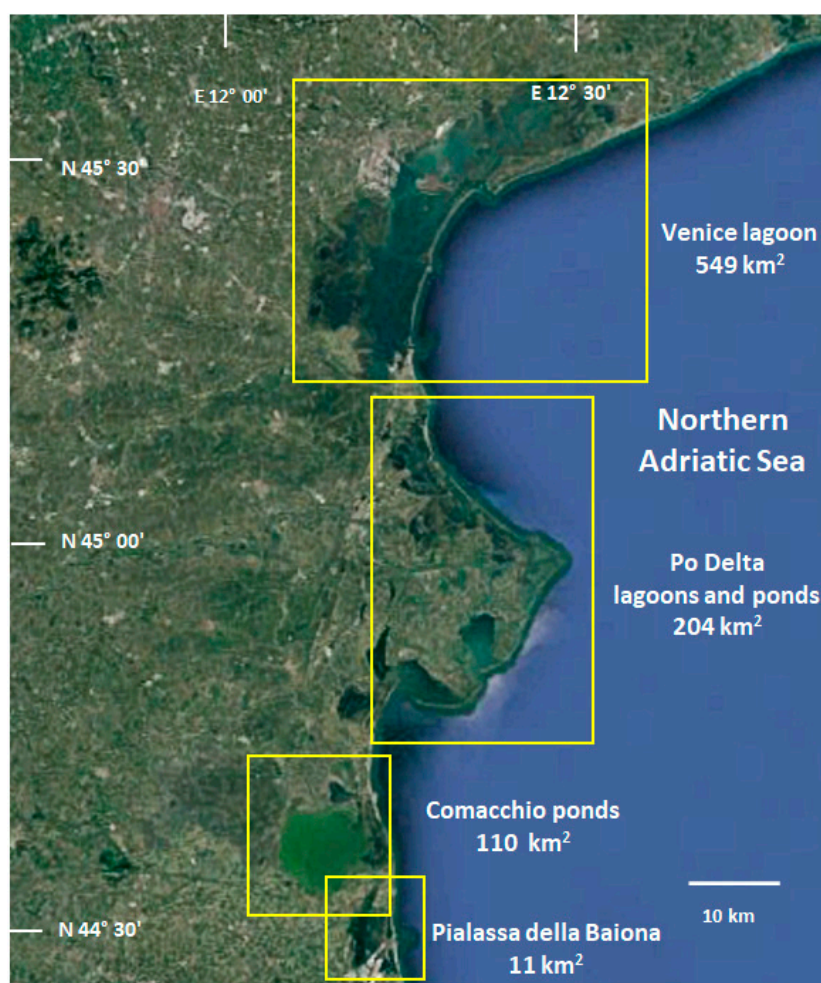 E 12° 00'
E 12° 30'
N 45° 30'
Venice lagoon
549 km²
Northern
Adriatic Sea
N 45° 00'
Po Delta
lagoons and ponds
204 km²
Comacchio ponds
110 km²
10 km
N 44° 30'
Pialassa della Baiona
11 km²